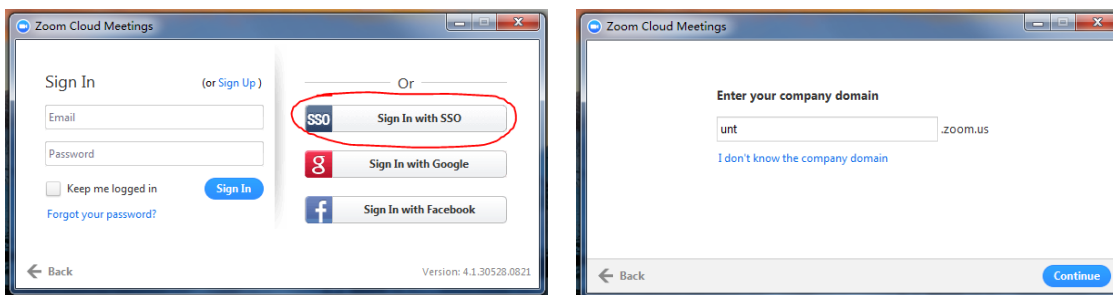 Zoom Cloud Meetings
Sign In (or Sign Up )
Email
Password
Keep me logged in Sign In
Forgot your password?
Or
SSO Sign In with SSO
g Sign In with Google
f Sign In with Facebook
Back Version: 4.1.30528.0821
Zoom Cloud Meetings
Enter your company domain
unt .zoom.us
I don't know the company domain
Back Continue